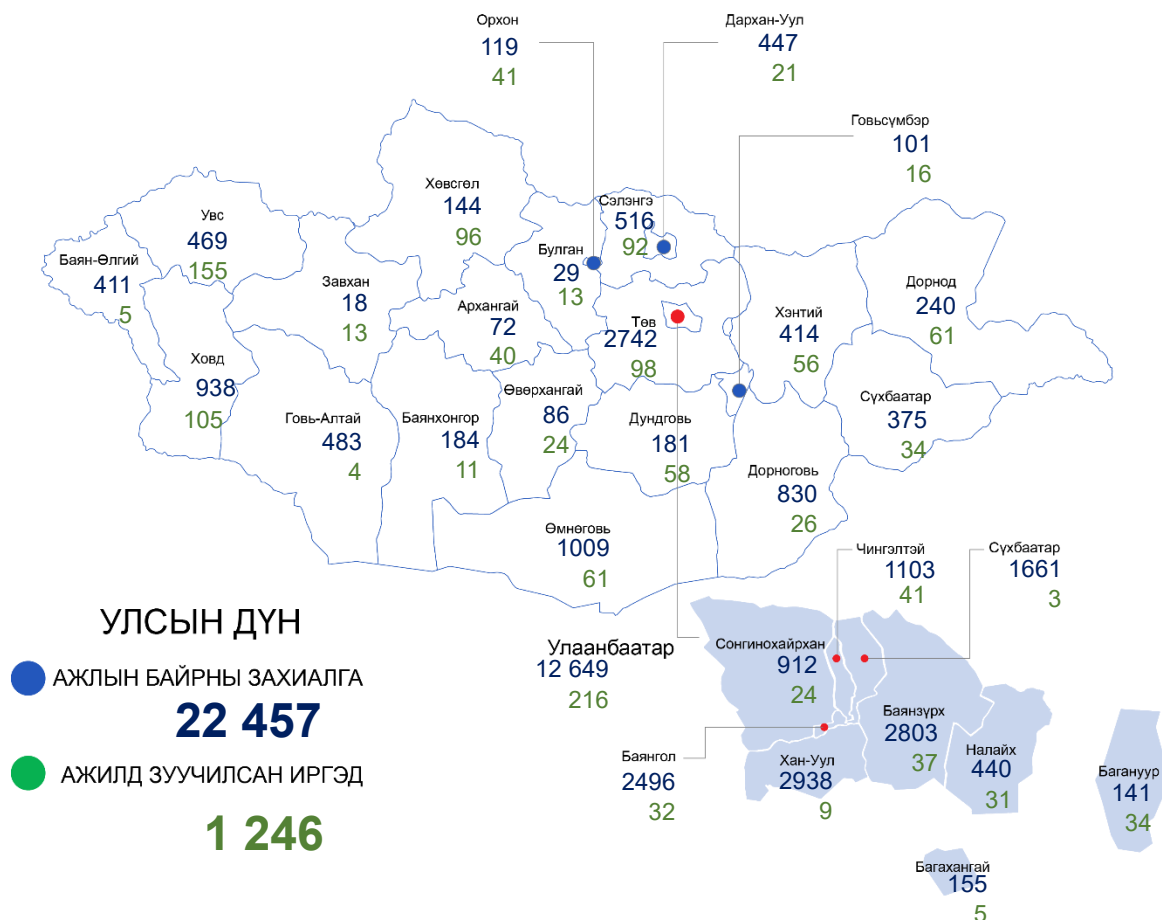 Орхон
119
41
Дархан-Уул
447
21
Говьсүмбэр
101
16
Хөвсгөл
144
96
Сэлэнгэ
516
92
Увс
469
155
Булган
29
13
Баян-Өлгий
411
5
Завхан
18
13
Архангай
72
40
Төв
2742
98
Хэнтий
414
56
Дорнод
240
61
Ховд
938
105
Говь-Алтай
483
4
Баянхонгор
184
11
Өвөрхангай
86
24
Дундговь
181
58
Сүхбаатар
375
34
Дорноговь
830
26
Өмнөговь
1009
61
Чингэлтэй
1103
41
Сүхбаатар
1661
3
УЛСЫН ДҮН
АЖЛЫН БАЙРНЫ ЗАХИАЛГА
22 457
АЖИЛД ЗУУЧИЛСАН ИРГЭД
1 246
Улаанбаатар
12 649
216
Сонгинохайрхан
912
24
Баянзүрх
2803
37
Баянгол
2496
32
Хан-Уул
2938
9
Налайх
440
31
Багануур
141
34
Багахангай
155
5